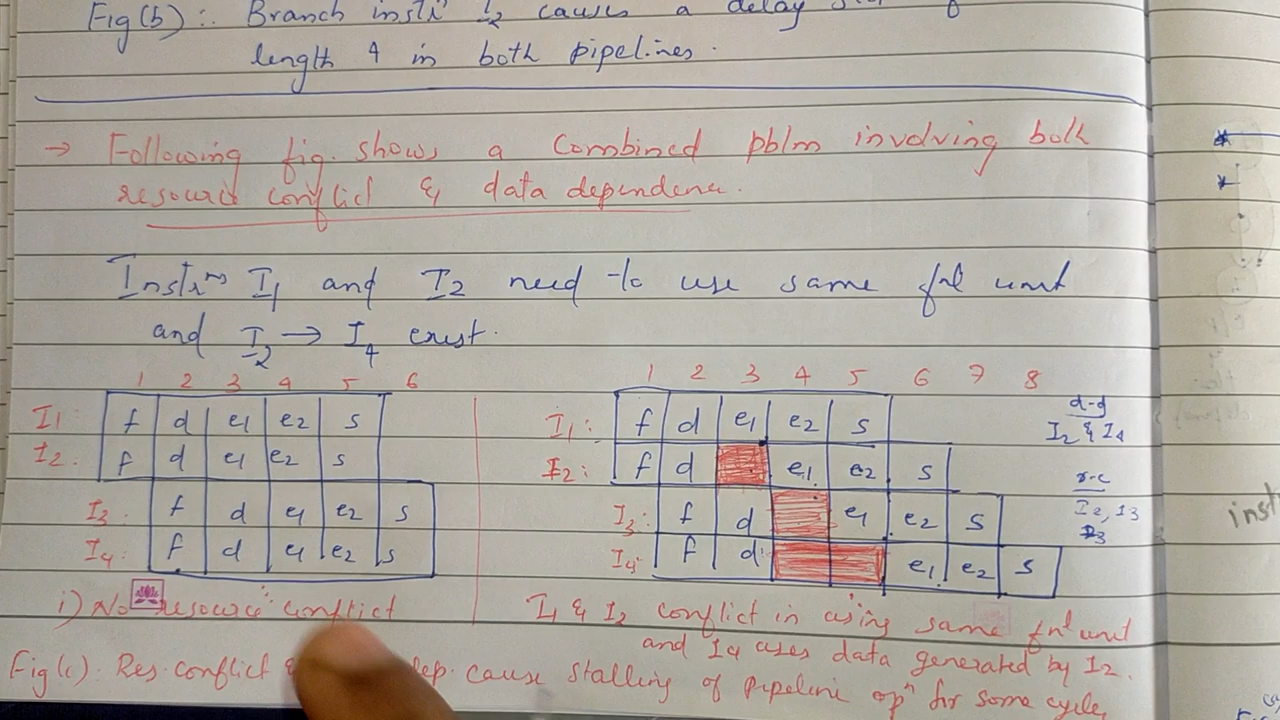 Fig(b) :. Branch instn I2 causes a delay
length 4 in both pipelines.
→ Following fig. shows a Combined pblm involving both
resource conflict & data dependence.
Instrns I1 and I2 need to use same fnl unit
and I2 → I4 exist.
1 2 3 4 5 6
I1: f d e1 e2 s
I2: f d e1 e2 s
I3: f d e1 e2 s
I4: f d e1 e2 s
i) No resource conflict
1 2 3 4 5 6 7 8
I1: f d e1 e2 s
I2: f d e1 e2 s
I3: f d e1 e2 s
I4: f d e1 e2 s
d-d
I2 & I4
r-c
I2, I3
I1 & I2 conflict in using same fnl unit
and I4 uses data generated by I2.
Fig(c). Res. conflict & dep. cause stalling of pipeline opn for some cycle,
inst